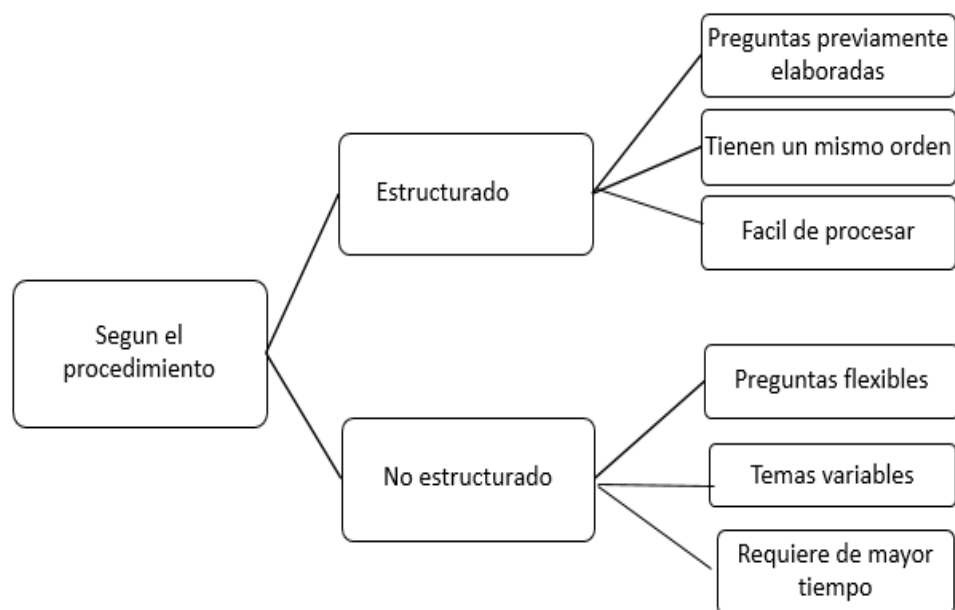 Segun el
procedimiento
Estructurado
Preguntas previamente
elaboradas
Tienen un mismo orden
Facil de procesar
No estructurado
Preguntas flexibles
Temas variables
Requiere de mayor
tiempo